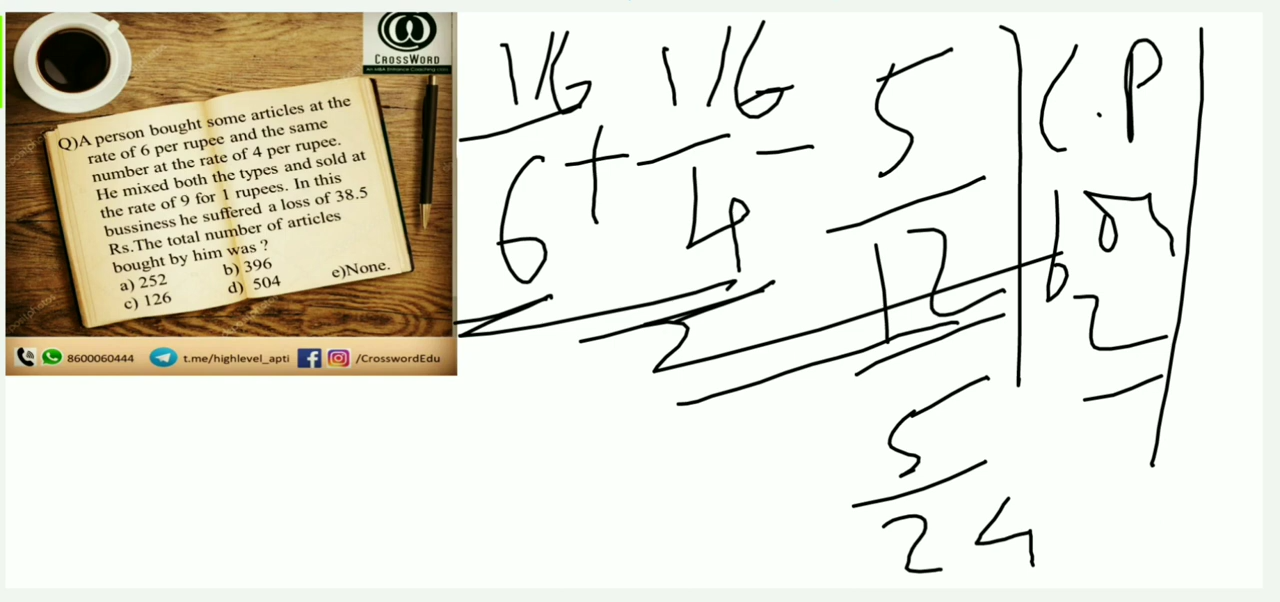 CROSSWORD
Q)A person bought some articles at the
rate of 6 per rupee and the same
number at the rate of 4 per rupee.
He mixed both the types and sold at
the rate of 9 for 1 rupees. In this
bussiness he suffered a loss of 38.5
Rs.The total number of articles
bought by him was ?
a) 252 b) 396 e)None.
c) 126 d) 504
8600060444 t.me/highlevel_apti /CrosswordEdu
1/6 + 1/6 - 5
6 4 12
2
5
24
C.P
2